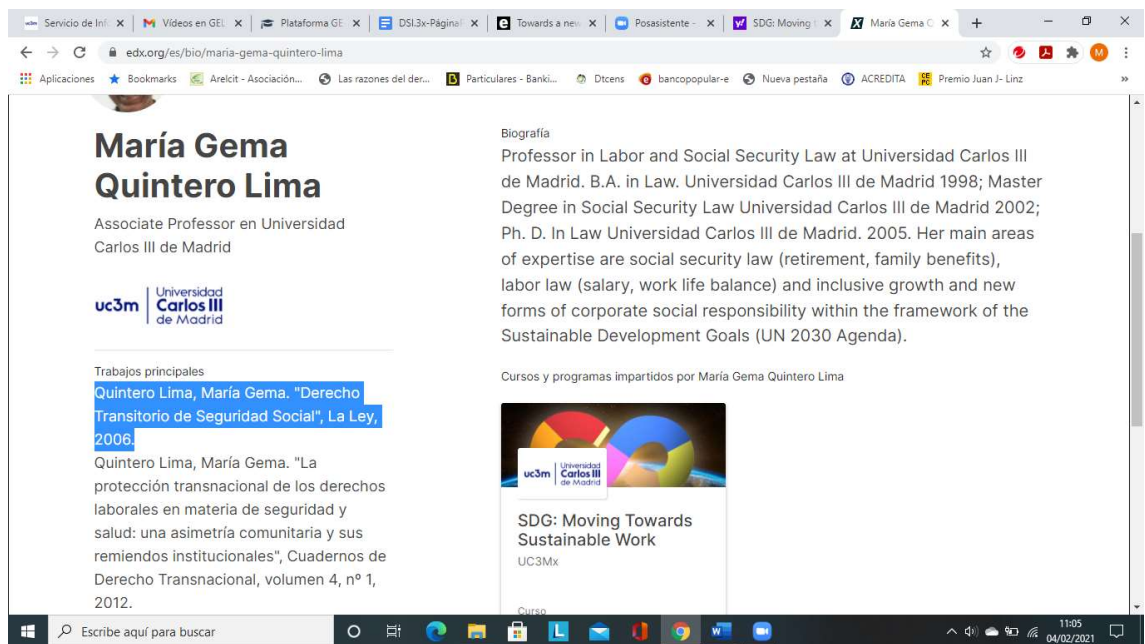 Servicio de Inf
Vídeos en GEL
Plataforma GE
DSI.3x-Página
Towards a new
Posasistente -
SDG: Moving t
María Gema Q
edx.org/es/bio/maria-gema-quintero-lima
M
Aplicaciones
Bookmarks
Arelcit - Asociación...
Las razones del der...
Particulares - Banki...
Dtcens
bancopopular-e
Nueva pestaña
ACREDITA
Premio Juan J- Linz
María Gema
Quintero Lima
Associate Professor en Universidad
Carlos III de Madrid
uc3m
Universidad
Carlos III
de Madrid
Trabajos principales
Quintero Lima, María Gema. "Derecho
Transitorio de Seguridad Social", La Ley,
2006.
Quintero Lima, María Gema. "La
protección transnacional de los derechos
laborales en materia de seguridad y
salud: una asimetría comunitaria y sus
remiendos institucionales", Cuadernos de
Derecho Transnacional, volumen 4, nº 1,
2012.
Biografía
Professor in Labor and Social Security Law at Universidad Carlos III
de Madrid. B.A. in Law. Universidad Carlos III de Madrid 1998; Master
Degree in Social Security Law Universidad Carlos III de Madrid 2002;
Ph. D. In Law Universidad Carlos III de Madrid. 2005. Her main areas
of expertise are social security law (retirement, family benefits),
labor law (salary, work life balance) and inclusive growth and new
forms of corporate social responsibility within the framework of the
Sustainable Development Goals (UN 2030 Agenda).
Cursos y programas impartidos por María Gema Quintero Lima
uc3m
Universidad
Carlos III
de Madrid
SDG: Moving Towards
Sustainable Work
UC3Mx
Curso
Escribe aquí para buscar
11:05
04/02/2021